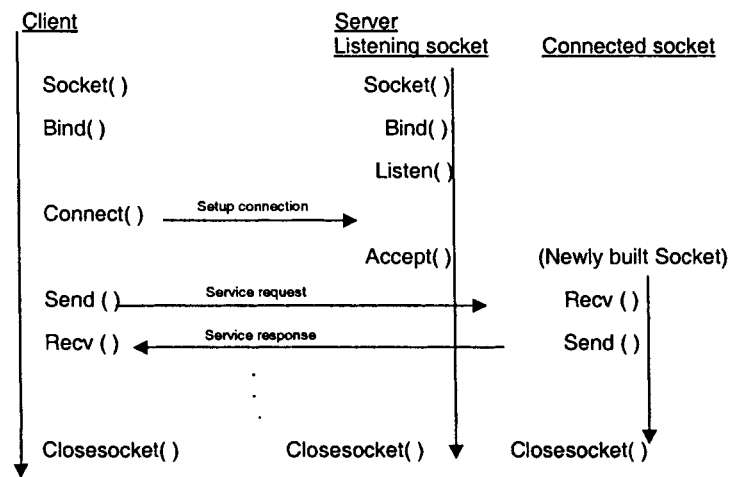 Client Server
Listening socket Connected socket
Socket( ) Socket( )
Bind( ) Bind( )
Listen( )
Connect( ) Setup connection
Accept( ) (Newly built Socket)
Send ( ) Service request Recv ( )
Recv ( ) Service response Send ( )
Closesocket( ) Closesocket( ) Closesocket( )